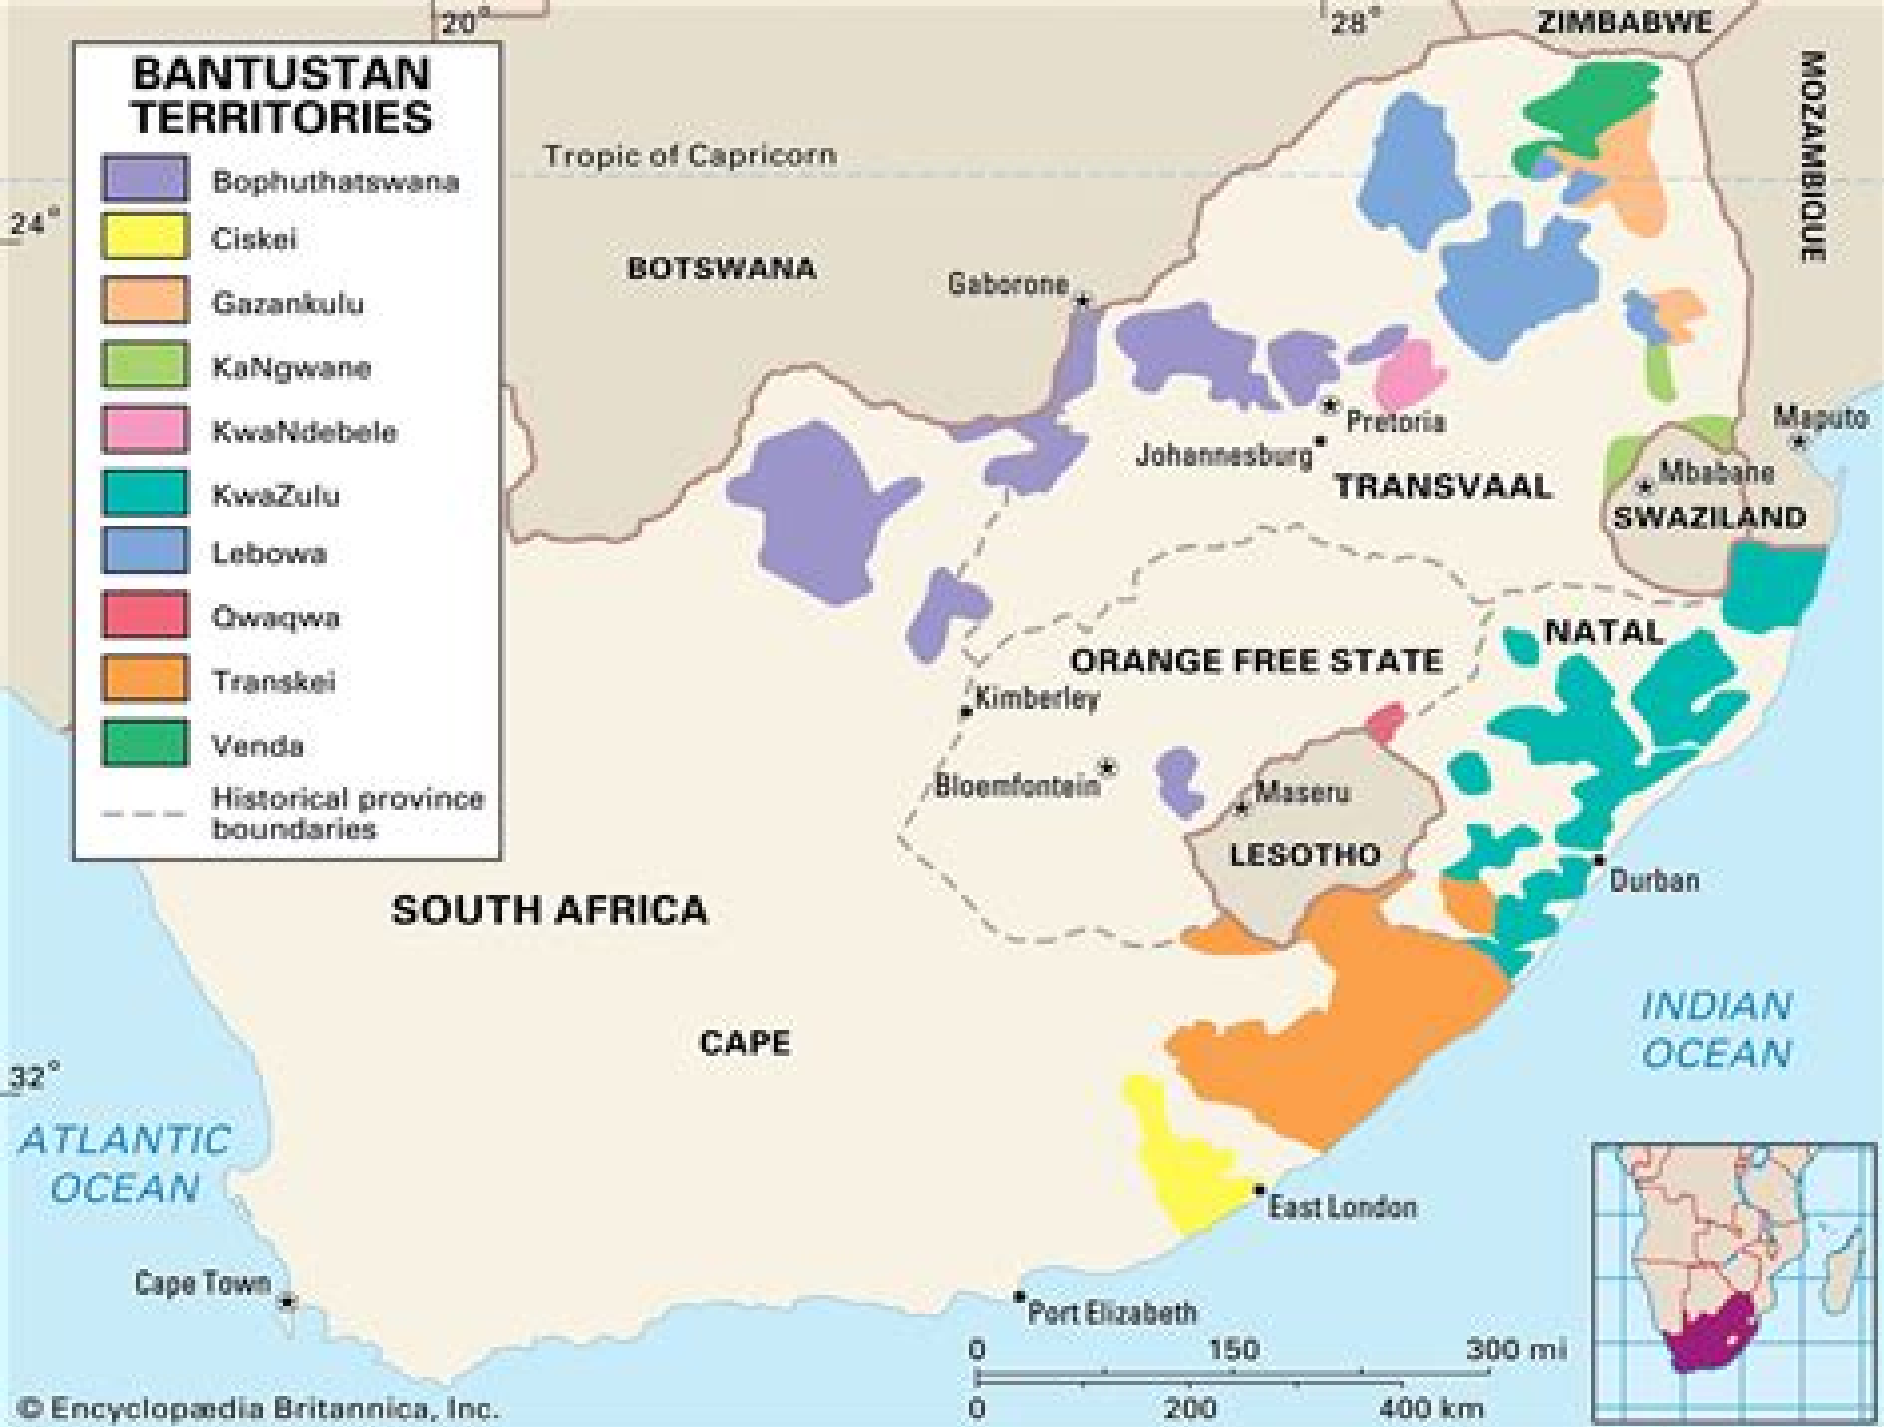 20°
28°
ZIMBABWE
BANTUSTAN
TERRITORIES
Bophuthatswana
Ciskei
Gazankulu
KaNgwane
KwaNdebele
KwaZulu
Lebowa
Qwaqwa
Transkei
Venda
Historical province
boundaries
MOZAMBIQUE
Tropic of Capricorn
24°
BOTSWANA
Gaborone
Pretoria
Johannesburg
TRANSVAAL
Maputo
Mbabane
SWAZILAND
NATAL
ORANGE FREE STATE
Kimberley
Bloemfontein
Maseru
LESOTHO
Durban
SOUTH AFRICA
CAPE
INDIAN
OCEAN
32°
ATLANTIC
OCEAN
East London
Cape Town
Port Elizabeth
0 150 300 mi
0 200 400 km
© Encyclopædia Britannica, Inc.